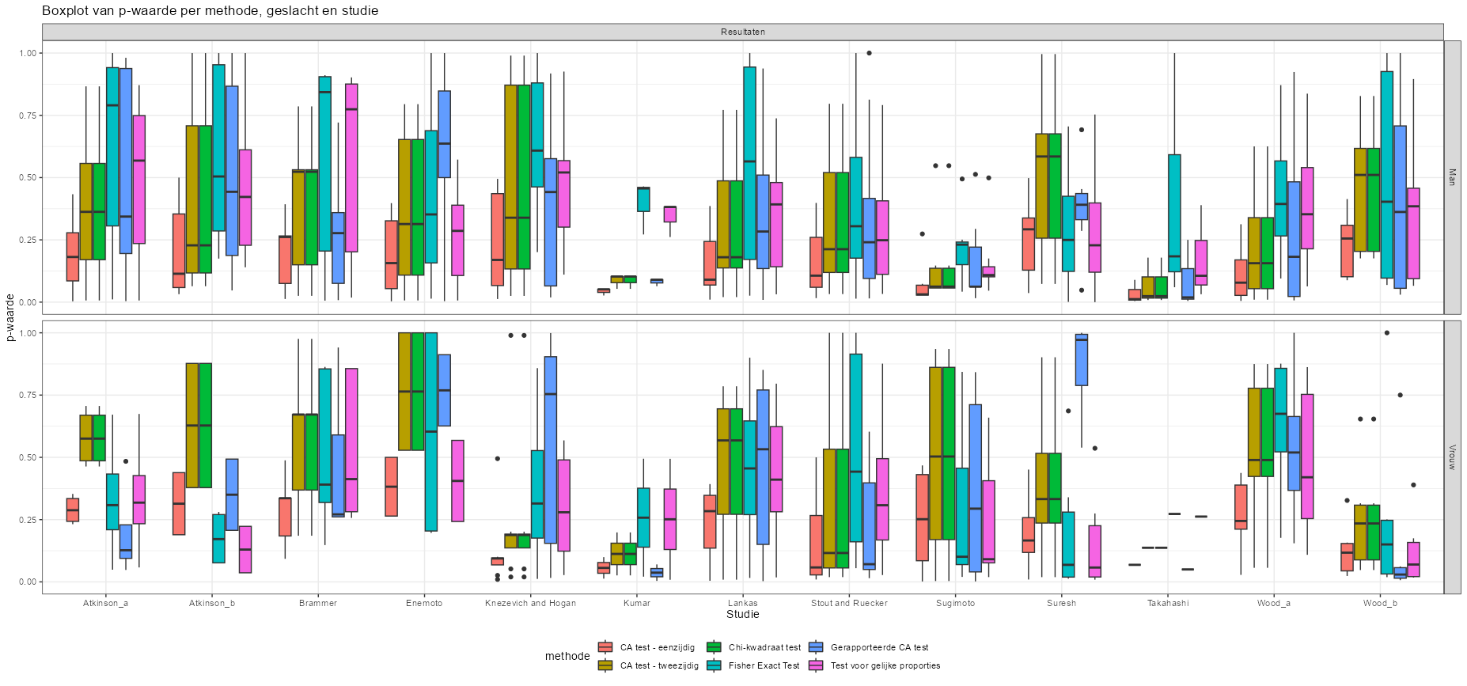 Boxplot van p-waarde per methode, geslacht en studie
Resultaten
1.00
0.75
0.50
0.25
0.00
Man
p-waarde
1.00
0.75
0.50
0.25
0.00
Vrouw
Atkinson_a Atkinson_b Brammer Enemoto Knezevich and Hogan Kumar Lankas Stout and Ruecker Sugimoto Suresh Takahashi Wood_a Wood_b
Studie
methode
CA test - eenzijdig Chi-kwadraat test Gerapporteerde CA test
CA test - tweezijdig Fisher Exact Test Test voor gelijke proporties